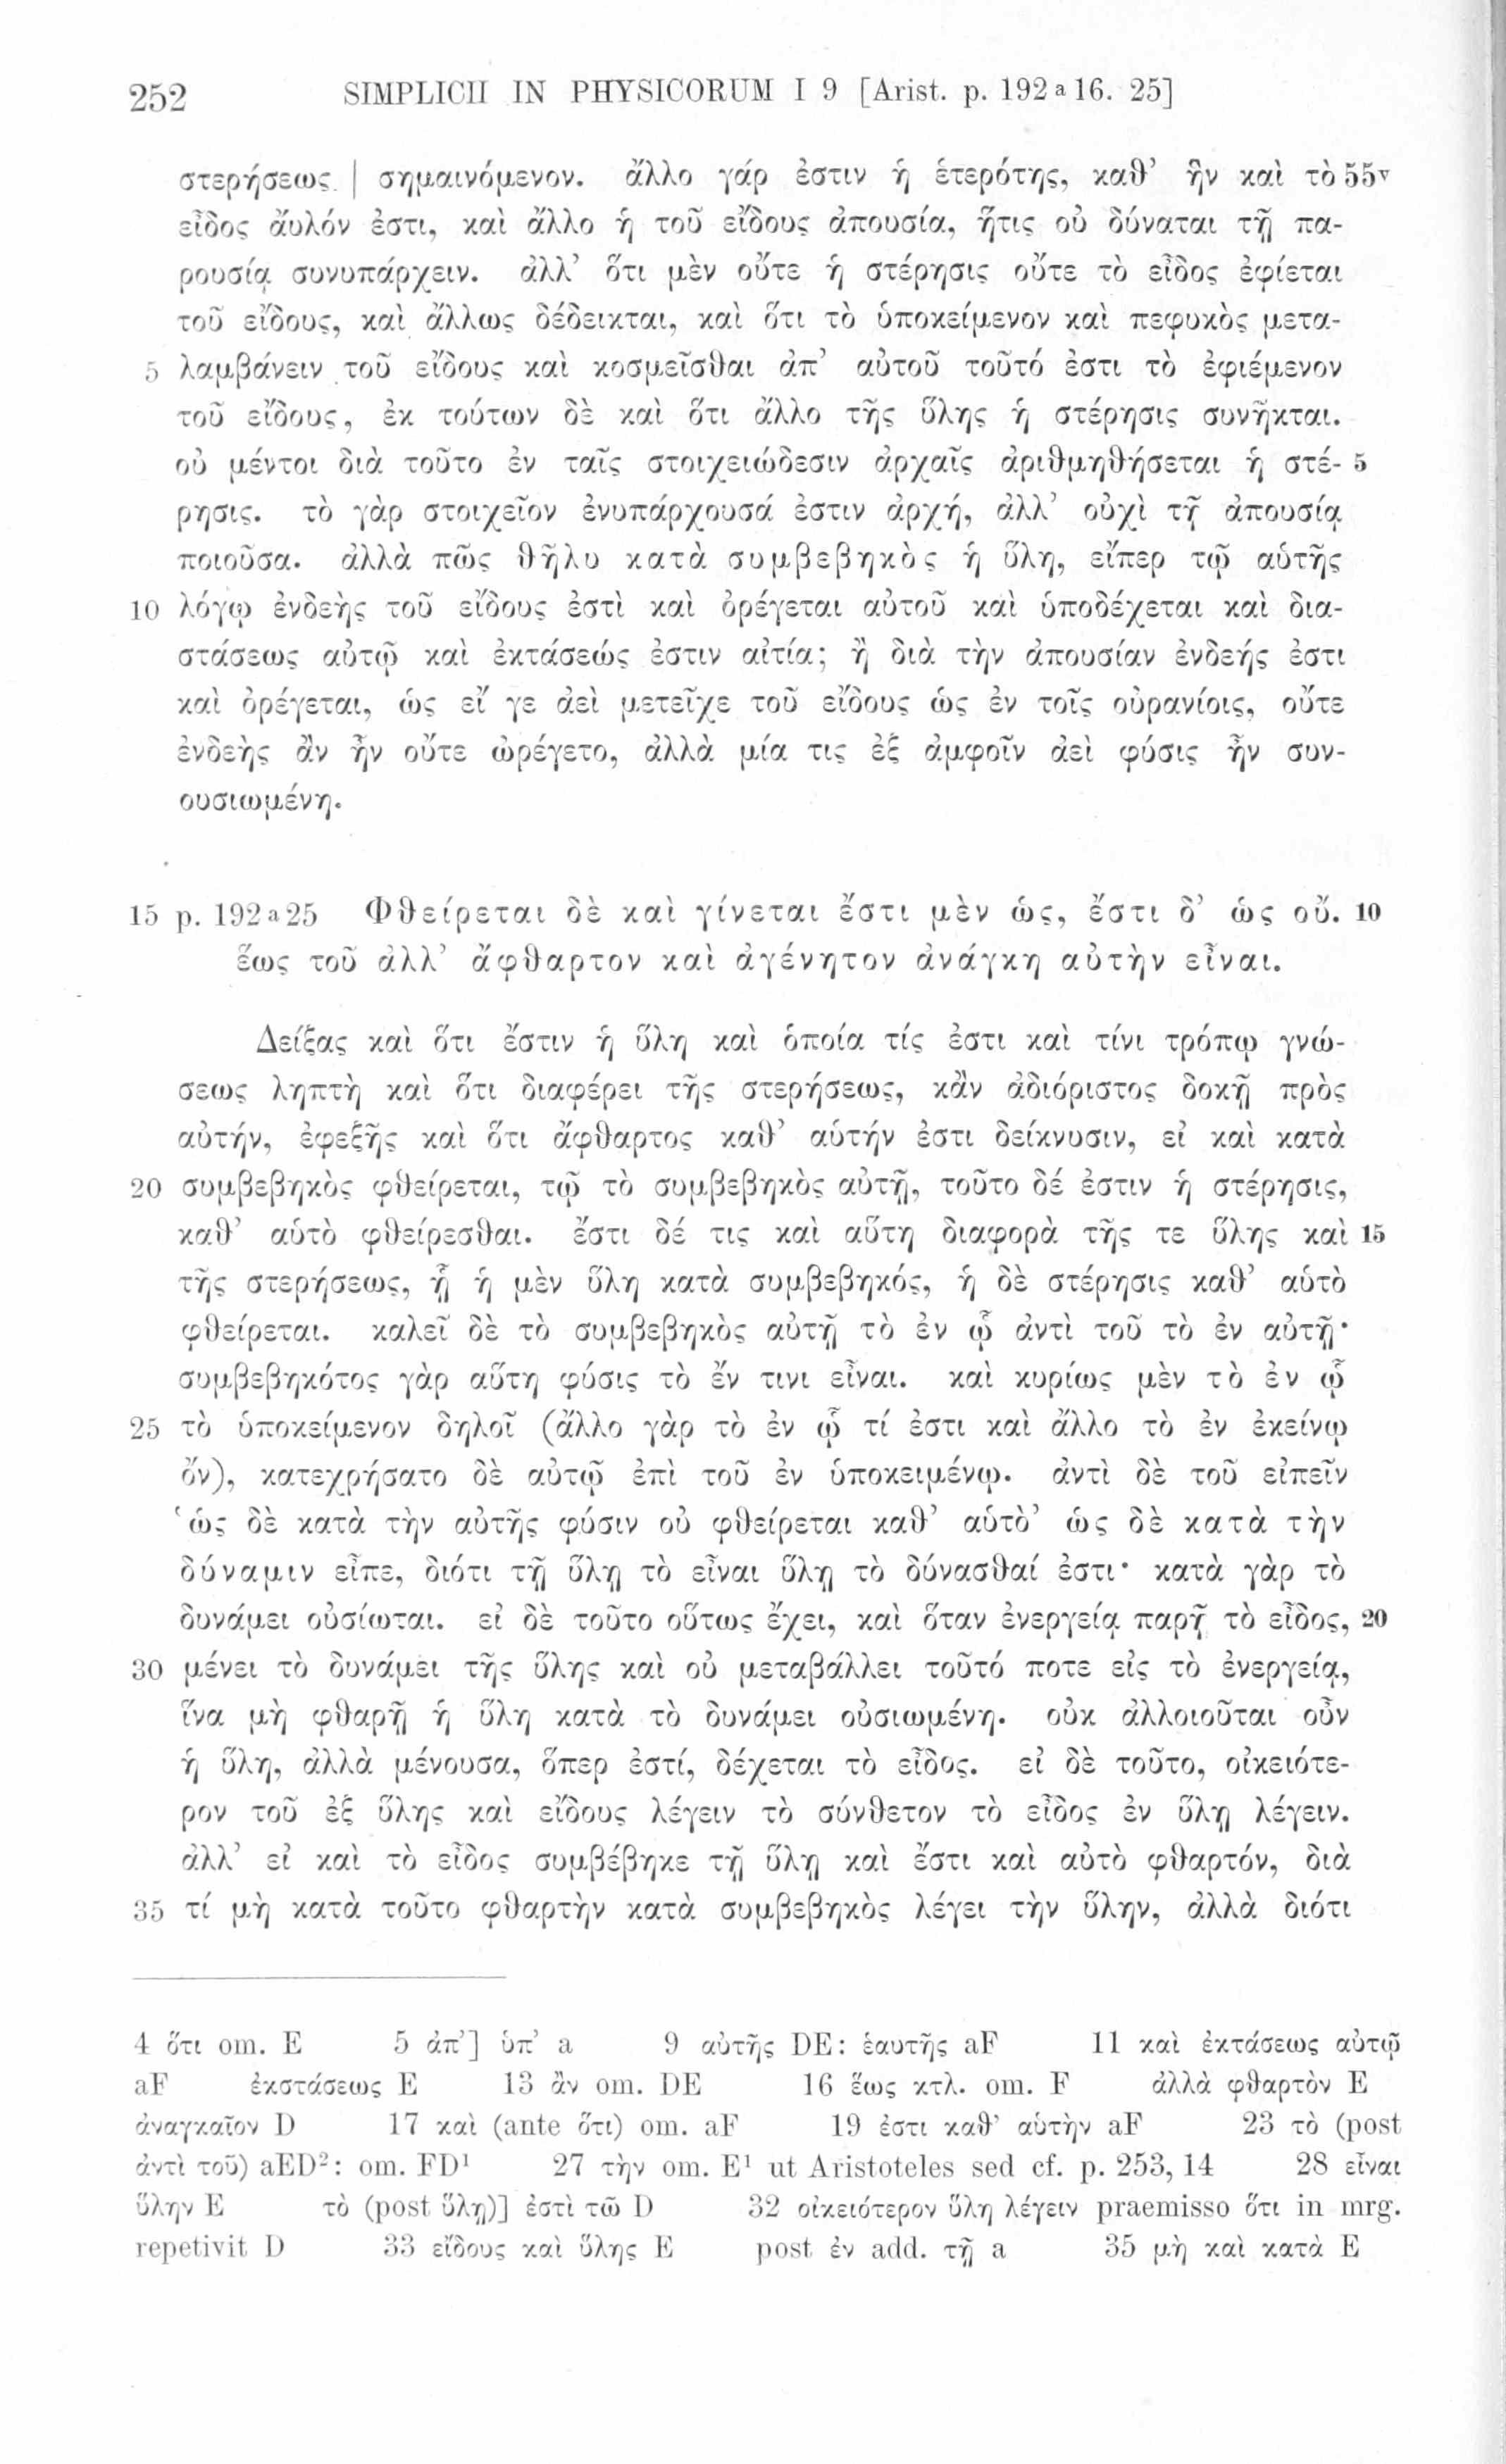 252 SIMPLICII IN PHYSICORUM I 9 [Arist. p. 192 a 16. 25]
στερήσεως | σημαινόμενον. ἄλλο γάρ ἐστιν ἡ ἑτερότης, καθ’ ἣν καὶ τὸ 55ᵛ
εἶδος ἄυλόν ἐστι, καὶ ἄλλο ἡ τοῦ εἴδους ἀπουσία, ἥτις οὐ δύναται τῇ πα-
ρουσίᾳ συνυπάρχειν. ἀλλ’ ὅτι μὲν οὔτε ἡ στέρησις οὔτε τὸ εἶδος ἐφίεται
τοῦ εἴδους, καὶ ἄλλως δέδεικται, καὶ ὅτι τὸ ὑποκείμενον καὶ πεφυκὸς μετα-
5 λαμβάνειν τοῦ εἴδους καὶ κοσμεῖσθαι ἀπ’ αὐτοῦ τοῦτό ἐστι τὸ ἐφιέμενον
τοῦ εἴδους, ἐκ τούτων δὲ καὶ ὅτι ἄλλο τῆς ὕλης ἡ στέρησις συνῆκται.
οὐ μέντοι διὰ τοῦτο ἐν ταῖς στοιχειώδεσιν ἀρχαῖς ἀριθμηθήσεται ἡ στέ- 5
ρησις. τὸ γὰρ στοιχεῖον ἐνυπάρχουσά ἐστιν ἀρχή, ἀλλ’ οὐχὶ τῇ ἀπουσίᾳ
ποιοῦσα. ἀλλὰ πῶς θῆλυ κατὰ συμβεβηκὸς ἡ ὕλη, εἴπερ τῷ αὑτῆς
10 λόγῳ ἐνδεὴς τοῦ εἴδους ἐστὶ καὶ ὀρέγεται αὐτοῦ καὶ ὑποδέχεται καὶ δια-
στάσεως αὐτῷ καὶ ἐκτάσεώς ἐστιν αἰτία; ἢ διὰ τὴν ἀπουσίαν ἐνδεής ἐστι
καὶ ὀρέγεται, ὡς εἴ γε ἀεὶ μετεῖχε τοῦ εἴδους ὡς ἐν τοῖς οὐρανίοις, οὔτε
ἐνδεὴς ἂν ἦν οὔτε ὠρέγετο, ἀλλὰ μία τις ἐξ ἀμφοῖν ἀεὶ φύσις ἦν συν-
ουσιωμένη.
15 p. 192 a 25 Φθείρεται δὲ καὶ γίνεται ἔστι μὲν ὡς, ἔστι δ’ ὡς οὔ. 10
ἕως τοῦ ἀλλ’ ἄφθαρτον καὶ ἀγένητον ἀνάγκη αὐτὴν εἶναι.
Δείξας καὶ ὅτι ἔστιν ἡ ὕλη καὶ ὁποία τίς ἐστι καὶ τίνι τρόπῳ γνώ-
σεως ληπτὴ καὶ ὅτι διαφέρει τῆς στερήσεως, κἂν ἀδιόριστος δοκῇ πρὸς
αὐτήν, ἐφεξῆς καὶ ὅτι ἄφθαρτος καθ’ αὑτήν ἐστι δείκνυσιν, εἰ καὶ κατὰ
20 συμβεβηκὸς φθείρεται, τῷ τὸ συμβεβηκὸς αὐτῇ, τοῦτο δέ ἐστιν ἡ στέρησις,
καθ’ αὑτὸ φθείρεσθαι. ἔστι δέ τις καὶ αὕτη διαφορὰ τῆς τε ὕλης καὶ 15
τῆς στερήσεως, ᾗ ἡ μὲν ὕλη κατὰ συμβεβηκός, ἡ δὲ στέρησις καθ’ αὑτὸ
φθείρεται. καλεῖ δὲ τὸ συμβεβηκὸς αὐτῇ τὸ ἐν ᾧ ἀντὶ τοῦ τὸ ἐν αὐτῇ·
συμβεβηκότος γὰρ αὕτη φύσις τὸ ἔν τινι εἶναι. καὶ κυρίως μὲν τὸ ἐν ᾧ
25 τὸ ὑποκείμενον δηλοῖ (ἄλλο γὰρ τὸ ἐν ᾧ τί ἐστι καὶ ἄλλο τὸ ἐν ἐκείνῳ
ὄν), κατεχρήσατο δὲ αὐτῷ ἐπὶ τοῦ ἐν ὑποκειμένῳ. ἀντὶ δὲ τοῦ εἰπεῖν
‘ὡς δὲ κατὰ τὴν αὐτῆς φύσιν οὐ φθείρεται καθ’ αὑτὸ’ ὡς δὲ κατὰ τὴν
δύναμιν εἶπε, διότι τῇ ὕλῃ τὸ εἶναι ὕλῃ τὸ δύνασθαί ἐστι· κατὰ γὰρ τὸ
δυνάμει οὐσίωται. εἰ δὲ τοῦτο οὕτως ἔχει, καὶ ὅταν ἐνεργείᾳ παρῇ τὸ εἶδος, 20
30 μένει τὸ δυνάμει τῆς ὕλης καὶ οὐ μεταβάλλει τοῦτό ποτε εἰς τὸ ἐνεργείᾳ,
ἵνα μὴ φθαρῇ ἡ ὕλη κατὰ τὸ δυνάμει οὐσιωμένη. οὐκ ἀλλοιοῦται οὖν
ἡ ὕλη, ἀλλὰ μένουσα, ὅπερ ἐστί, δέχεται τὸ εἶδος. εἰ δὲ τοῦτο, οἰκειότε-
ρον τοῦ ἐξ ὕλης καὶ εἴδους λέγειν τὸ σύνθετον τὸ εἶδος ἐν ὕλῃ λέγειν.
ἀλλ’ εἰ καὶ τὸ εἶδος συμβέβηκε τῇ ὕλῃ καὶ ἔστι καὶ αὐτὸ φθαρτόν, διὰ
35 τί μὴ κατὰ τοῦτο φθαρτὴν κατὰ συμβεβηκὸς λέγει τὴν ὕλην, ἀλλὰ διότι
4 ὅτι om. E 5 ἀπ’] ὑπ’ a 9 αὑτῆς DE: ἑαυτῆς aF 11 καὶ ἐκτάσεως αὐτῷ
aF ἐκστάσεως E 13 ἂν om. DE 16 ἕως κτλ. om. F ἀλλὰ φθαρτὸν E
ἀναγκαῖον D 17 καὶ (ante ὅτι) om. aF 19 ἐστι καθ’ αὑτὴν aF 23 τὸ (post
ἀντὶ τοῦ) aED²: om. FD¹ 27 τὴν om. E¹ ut Aristoteles sed cf. p. 253, 14 28 εἶναι
ὕλην E τὸ (post ὕλῃ)] ἐστὶ τῶ D 32 οἰκειότερον ὕλη λέγειν praemisso ὅτι in mrg.
repetivit D 33 εἴδους καὶ ὕλης E post ἐν add. τῇ a 35 μὴ καὶ κατὰ E